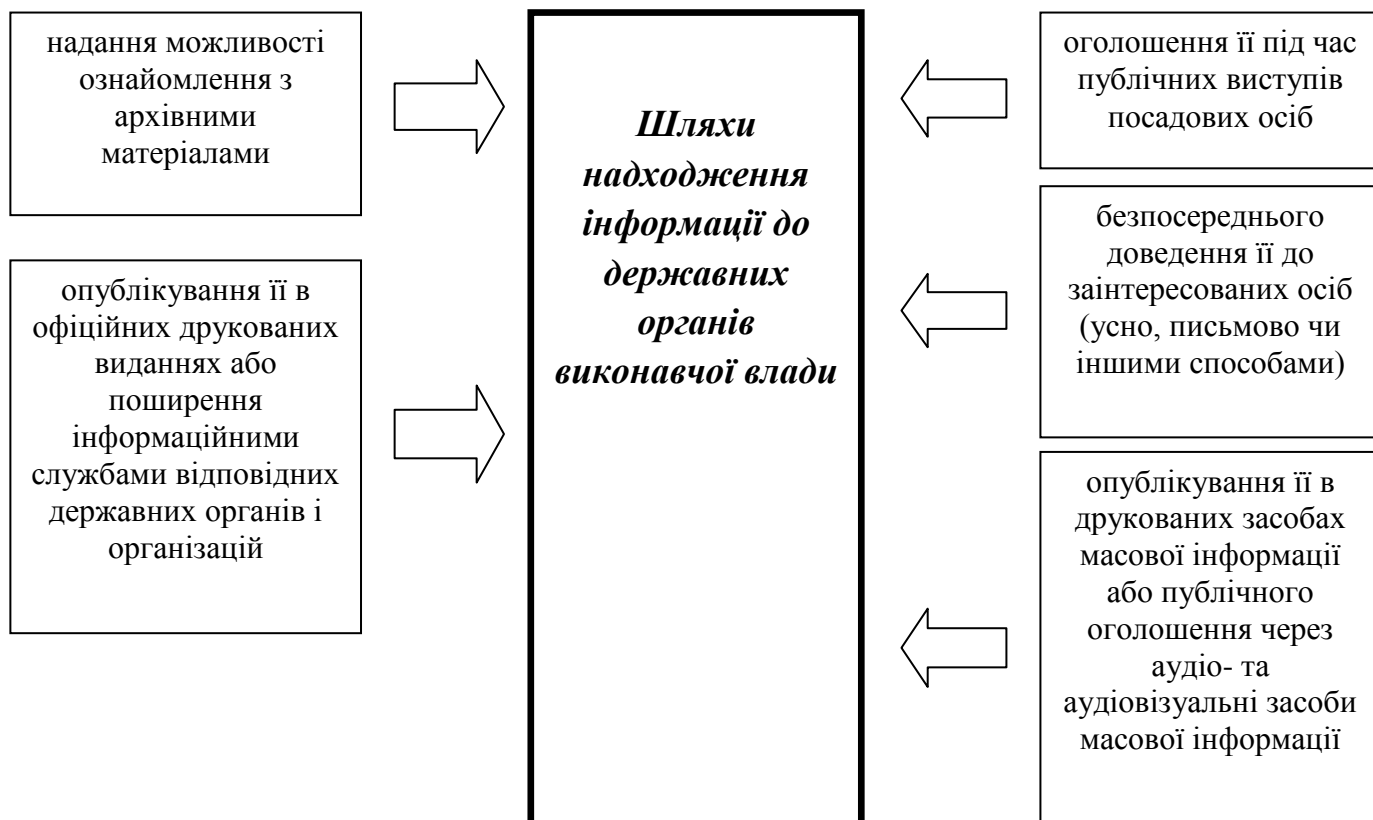 надання можливості
ознайомлення з
архівними
матеріалами
опублікування її в
офіційних друкованих
виданнях або
поширення
інформаційними
службами відповідних
державних органів і
організацій
Шляхи
надходження
інформації до
державних
органів
виконавчої влади
оголошення її під час
публічних виступів
посадових осіб
безпосереднього
доведення її до
заінтересованих осіб
(усно, письмово чи
іншими способами)
опублікування її в
друкованих засобах
масової інформації
або публічного
оголошення через
аудіо- та
аудіовізуальні засоби
масової інформації